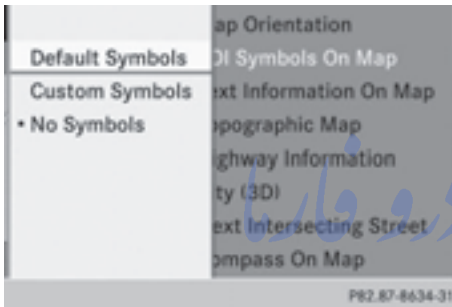 ap Orientation
Default Symbols
OI Symbols On Map
Custom Symbols
ext Information On Map
• No Symbols
opographic Map
ighway Information
ty (3D)
ext Intersecting Street
ompass On Map
P82.87-8634-31